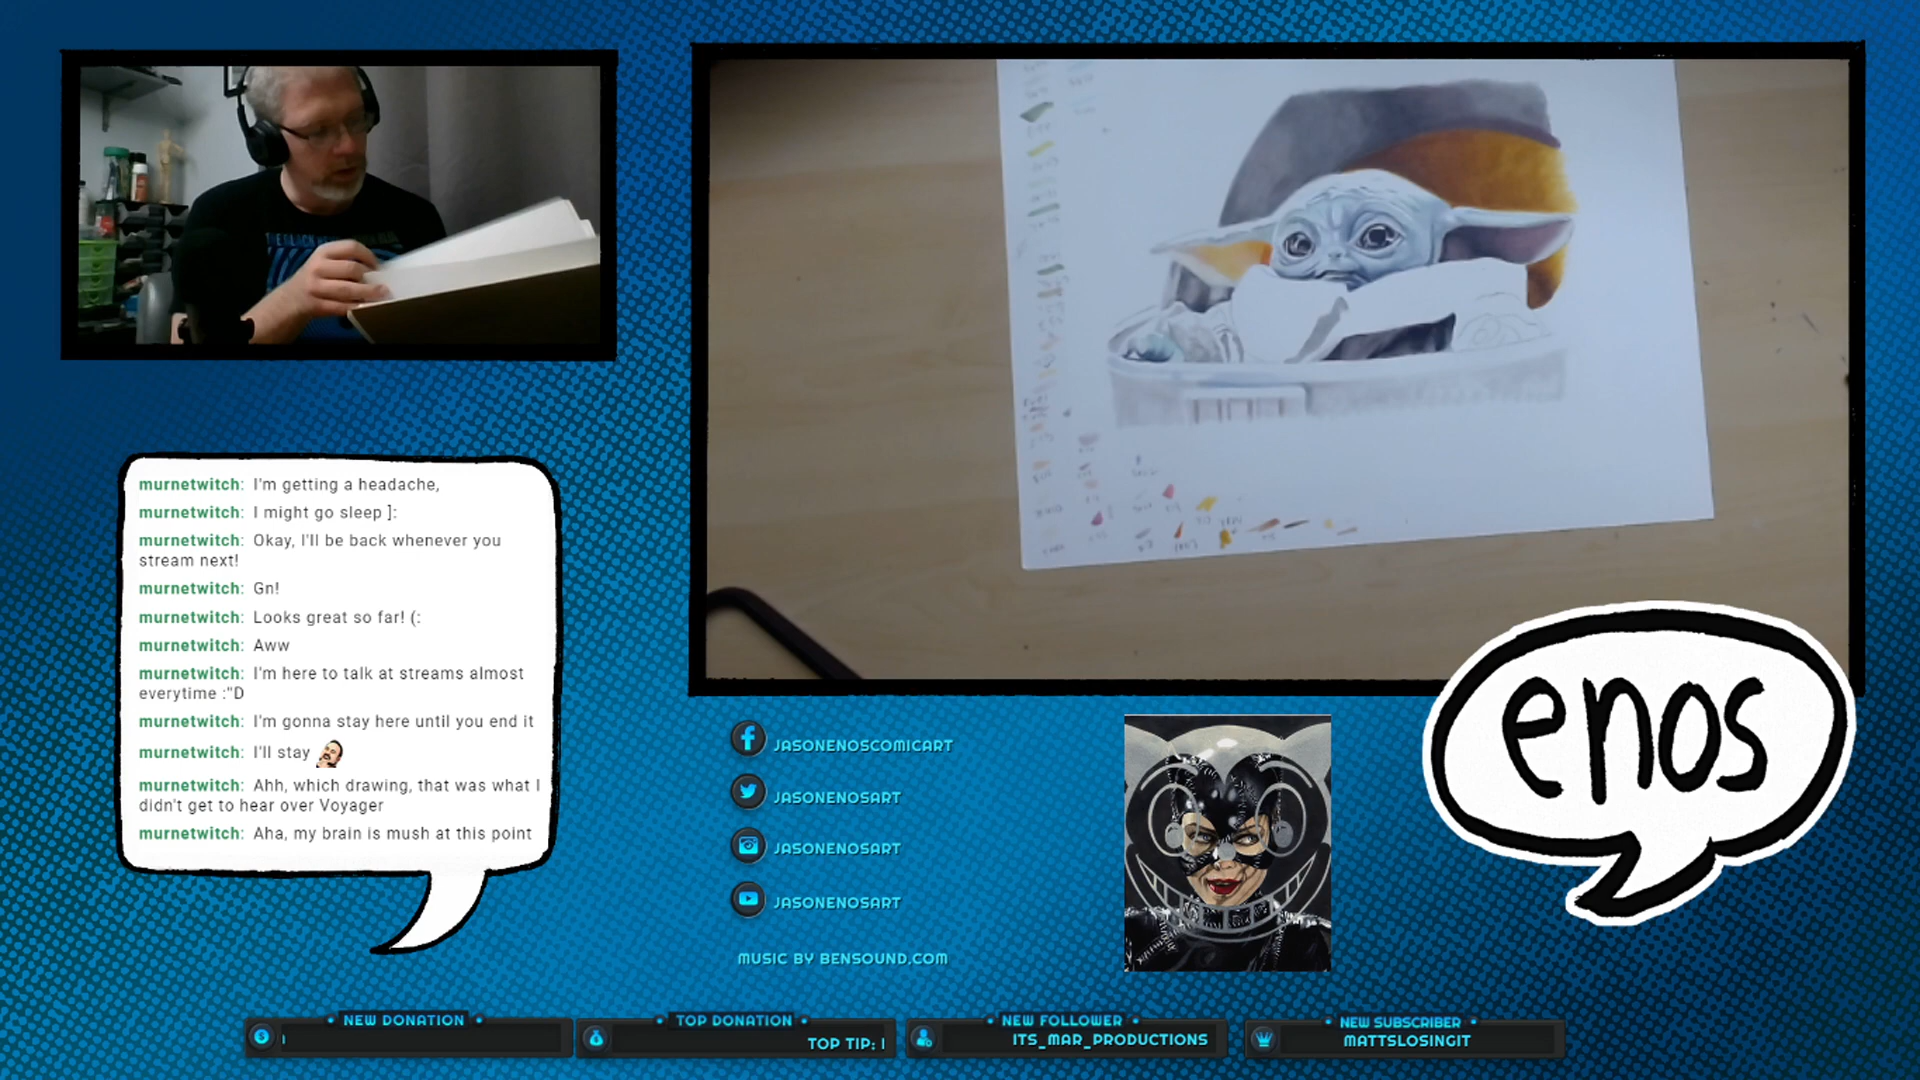 murnetwitch: I'm getting a headache,
murnetwitch: I might go sleep ]:
murnetwitch: Okay, I'll be back whenever you
stream next!
murnetwitch: Gn!
murnetwitch: Looks great so far! (:
murnetwitch: Aww
murnetwitch: I'm here to talk at streams almost
everytime :"D
murnetwitch: I'm gonna stay here until you end it
murnetwitch: I'll stay
murnetwitch: Ahh, which drawing, that was what I
didn't get to hear over Voyager
murnetwitch: Aha, my brain is mush at this point
JASONENOSCOMICART
JASONENOSART
JASONENOSART
JASONENOSART
MUSIC BY BENSOUND.COM
enos
NEW DONATION
TOP DONATION
TOP TIP:
NEW FOLLOWER
ITS_MAR_PRODUCTIONS
NEW SUBSCRIBER
MATTSLOSINGIT